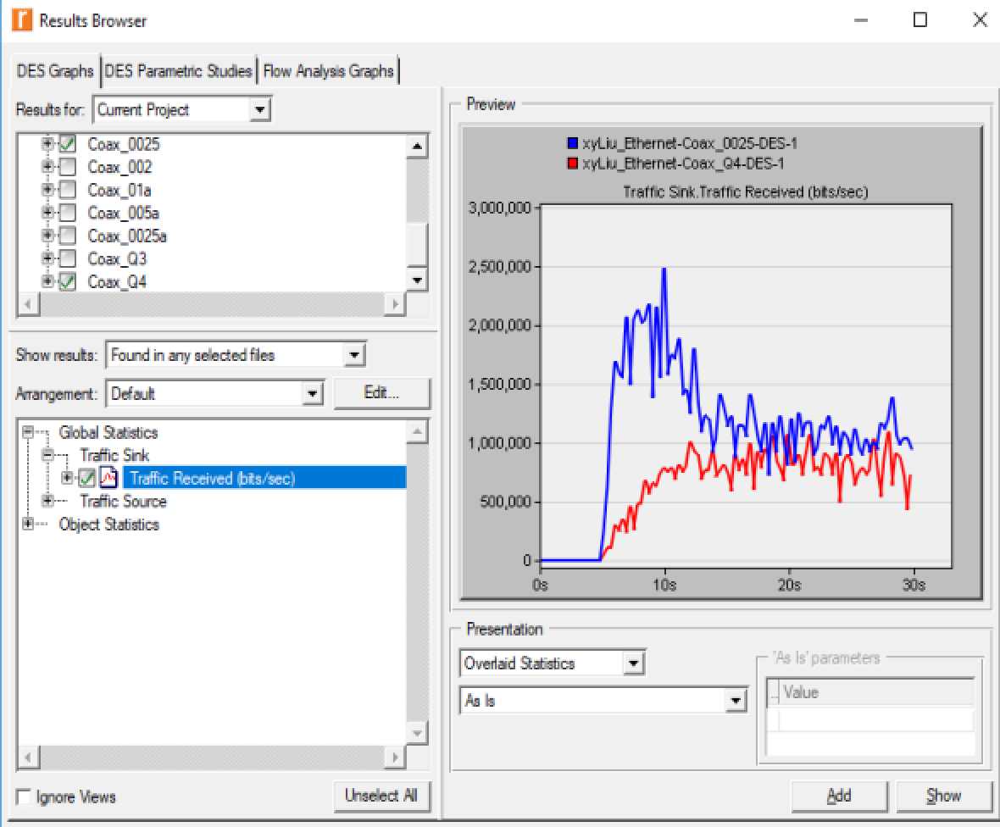 Results Browser
DES Graphs DES Parametric Studies Flow Analysis Graphs
Results for: Current Project
Coax_0025
Coax_002
Coax_01a
Coax_005a
Coax_0025a
Coax_Q3
Coax_Q4
Show results: Found in any selected files
Arrangement: Default Edit...
Global Statistics
Traffic Sink
Traffic Received (bits/sec)
Traffic Source
Object Statistics
Ignore Views Unselect All
Preview
xyLiu_Ethernet-Coax_0025-DES-1
xyLiu_Ethernet-Coax_Q4-DES-1
Traffic Sink.Traffic Received (bits/sec)
3,000,000
2,500,000
2,000,000
1,500,000
1,000,000
500,000
0
0s 10s 20s 30s
Presentation
Overlaid Statistics
As Is
'As Is' parameters
.. Value
Add Show